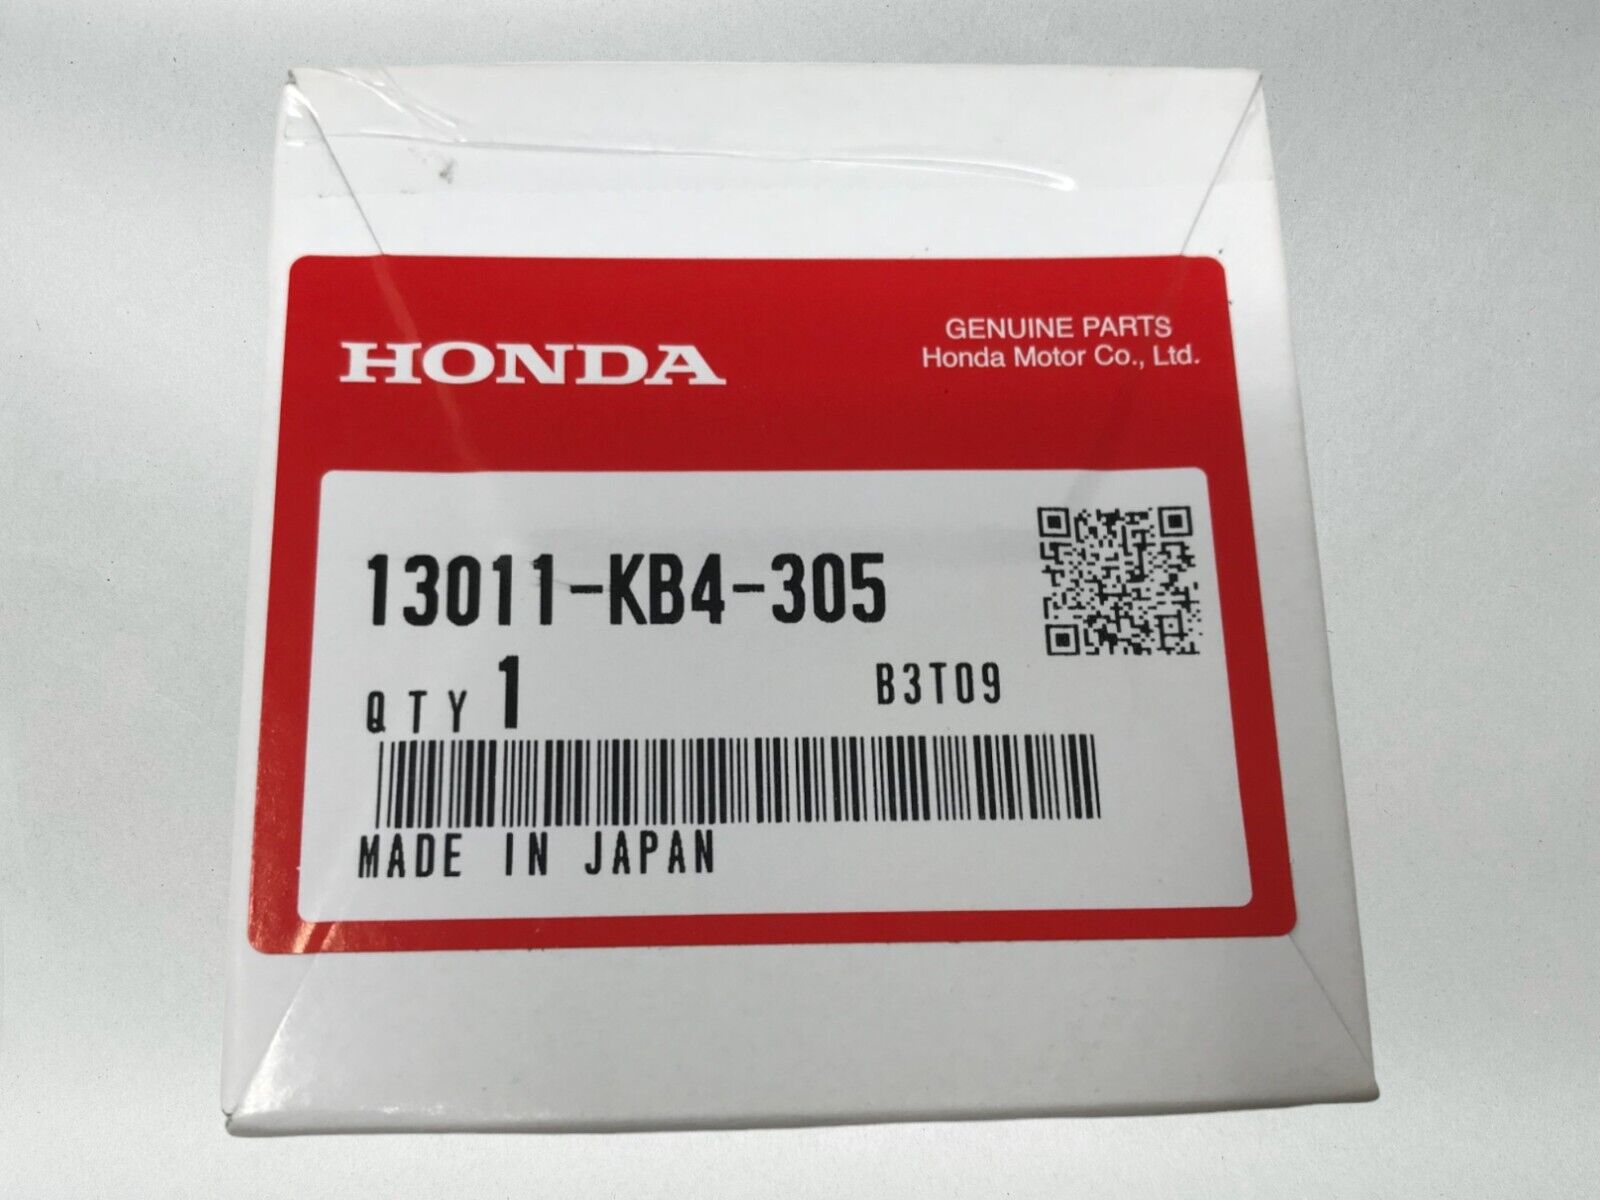 HONDA
GENUINE PARTS
Honda Motor Co., Ltd.
13011-KB4-305
QTY 1
B3T09
MADE IN JAPAN